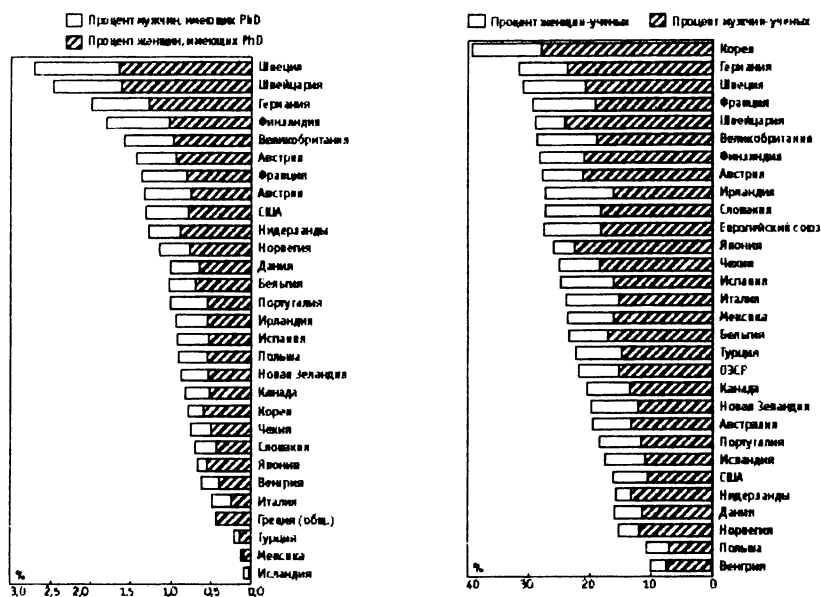 Процент мужчин, имеющих PhD
Процент женщин, имеющих PhD
Швеция
Швейцария
Германия
Финляндия
Великобритания
Австрия
Франция
Австрия
США
Нидерланды
Норвегия
Дания
Бельгия
Португалия
Ирландия
Испания
Польша
Новая Зеландия
Канада
Корея
Чехия
Словакия
Япония
Венгрия
Италия
Греция (общ.)
Турция
Мексика
Исландия
%
3,0 2,5 2,0 1,5 1,0 0,5 0,0
Процент женщин-ученых Процент мужчин-ученых
Корея
Германия
Швеция
Франция
Швейцария
Великобритания
Финляндия
Австрия
Ирландия
Словакия
Европейский союз
Япония
Чехия
Испания
Италия
Мексика
Бельгия
Турция
ОЭСР
Канада
Новая Зеландия
Австралия
Португалия
Исландия
США
Нидерланды
Дания
Норвегия
Польша
Венгрия
%
40 30 20 10 0